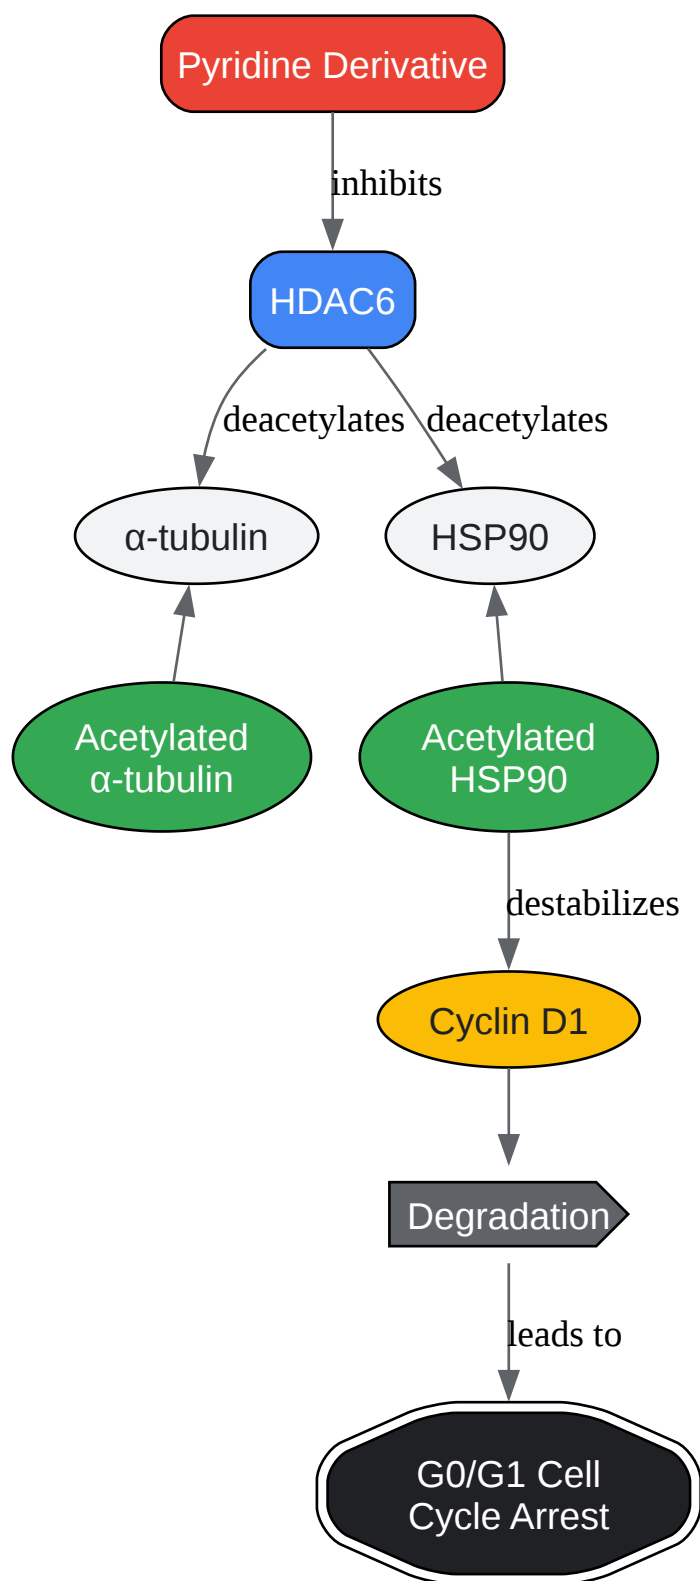 Pyridine Derivative
inhibits
HDAC6
deacetylates
deacetylates
α-tubulin
HSP90
Acetylated
α-tubulin
Acetylated
HSP90
destabilizes
Cyclin D1
Degradation
leads to
G0/G1 Cell
Cycle Arrest